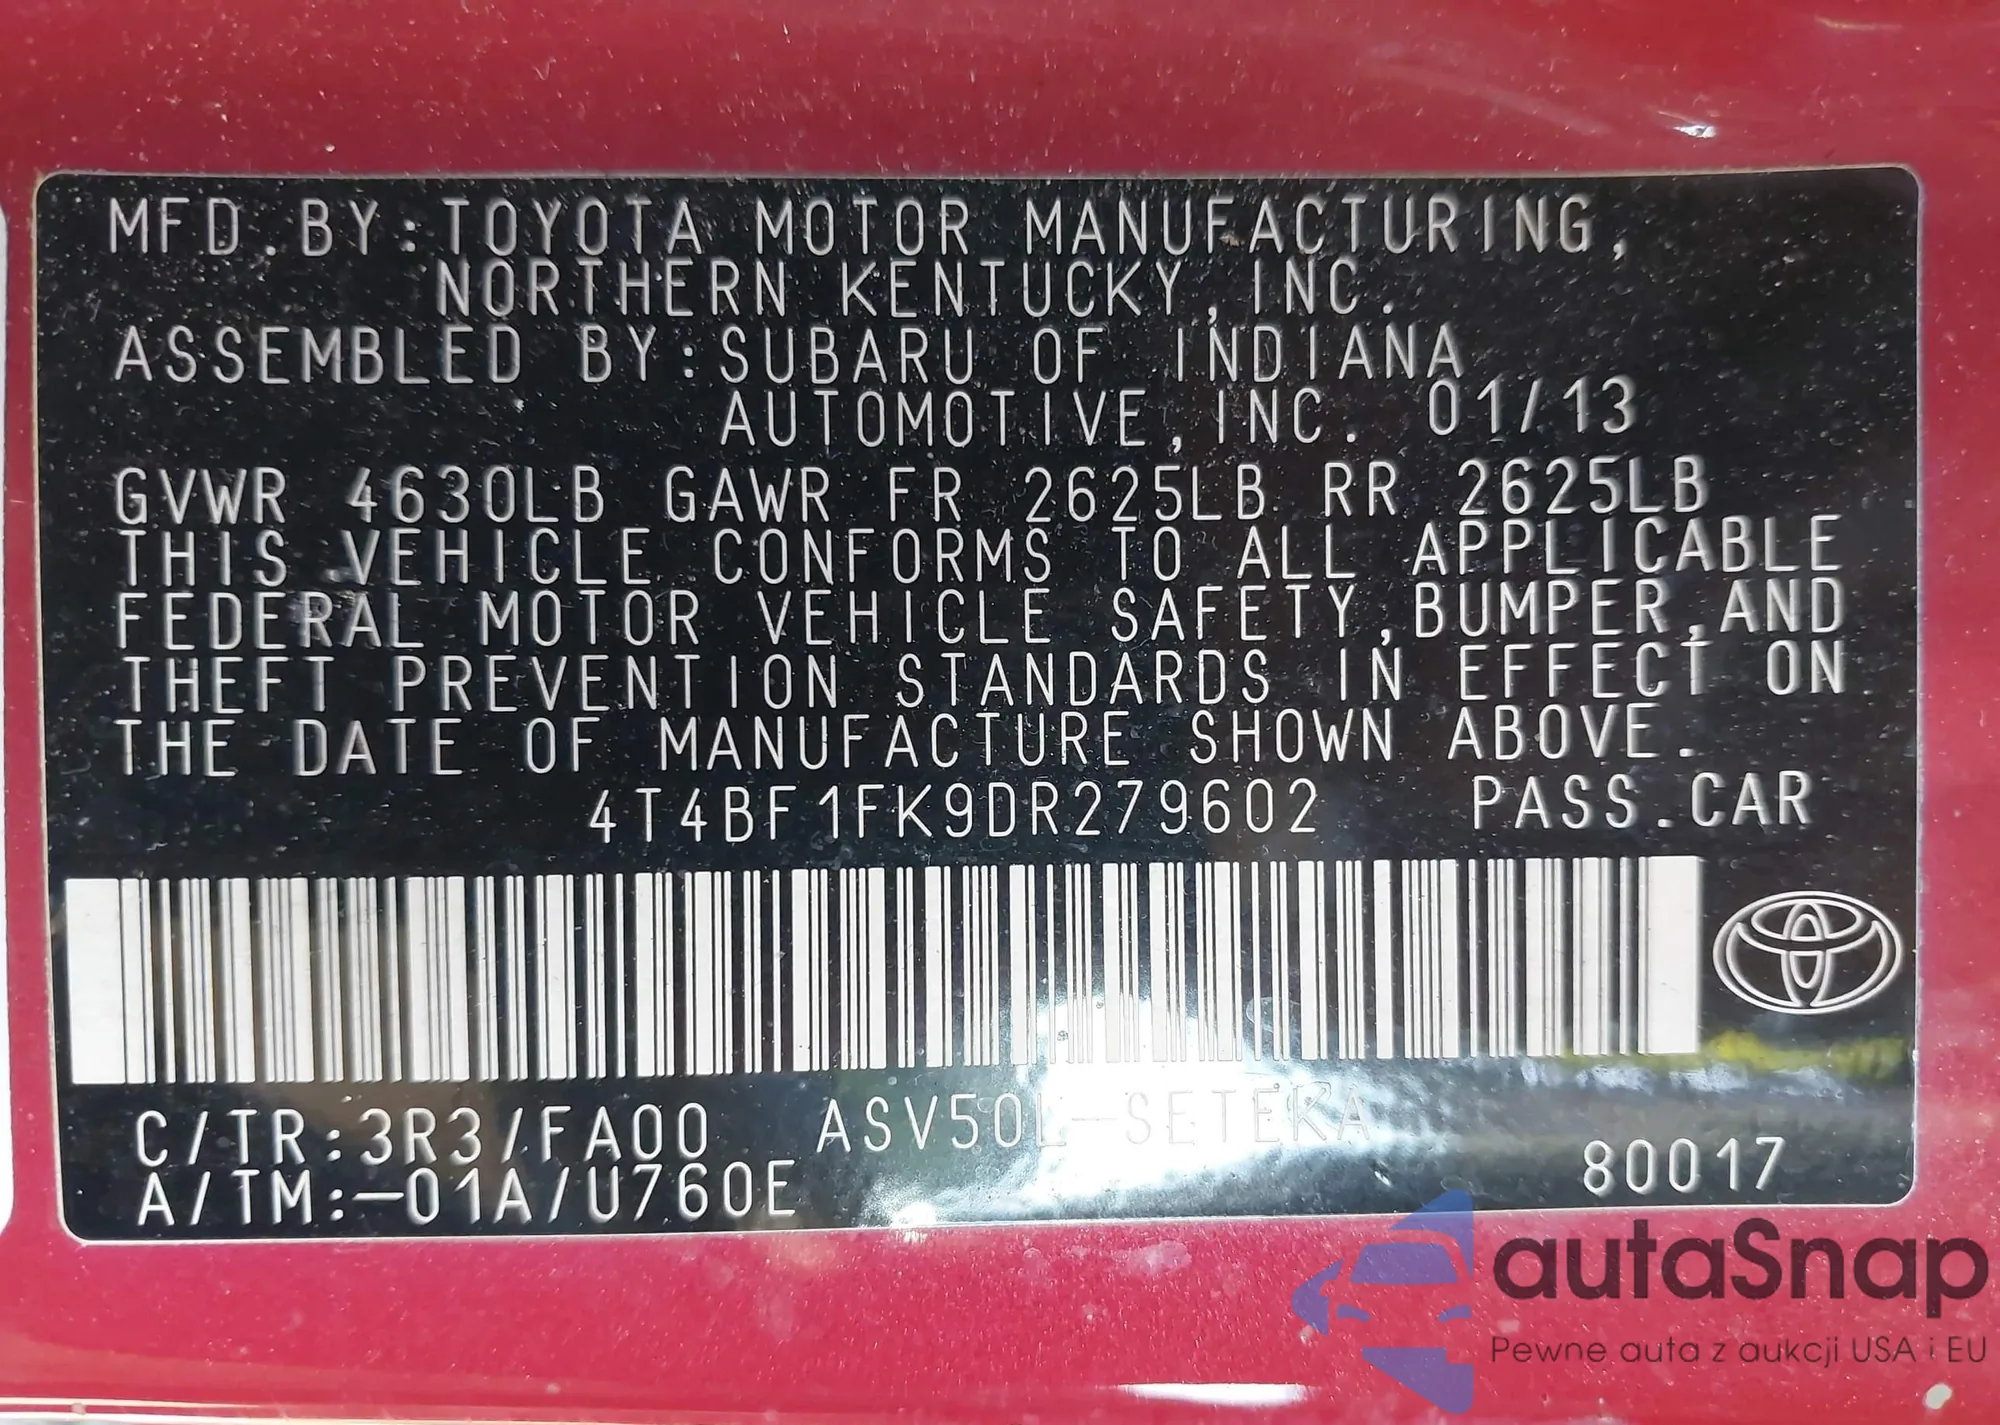 MFD.BY:TOYOTA MOTOR MANUFACTURING,
NORTHERN KENTUCKY,INC.
ASSEMBLED BY:SUBARU OF INDIANA
AUTOMOTIVE,INC. 01/13
GVWR 4630LB GAWR FR 2625LB RR 2625LB
THIS VEHICLE CONFORMS TO ALL APPLICABLE
FEDERAL MOTOR VEHICLE SAFETY,BUMPER,AND
THEFT PREVENTION STANDARDS IN EFFECT ON
THE DATE OF MANUFACTURE SHOWN ABOVE.
4T4BF1FK9DR279602 PASS.CAR
C/TR:3R3/FA00 ASV50L-SETEKA
A/TM:-01A/U760E 80017
autaSnap
Pewne auta z aukcji USA i EU